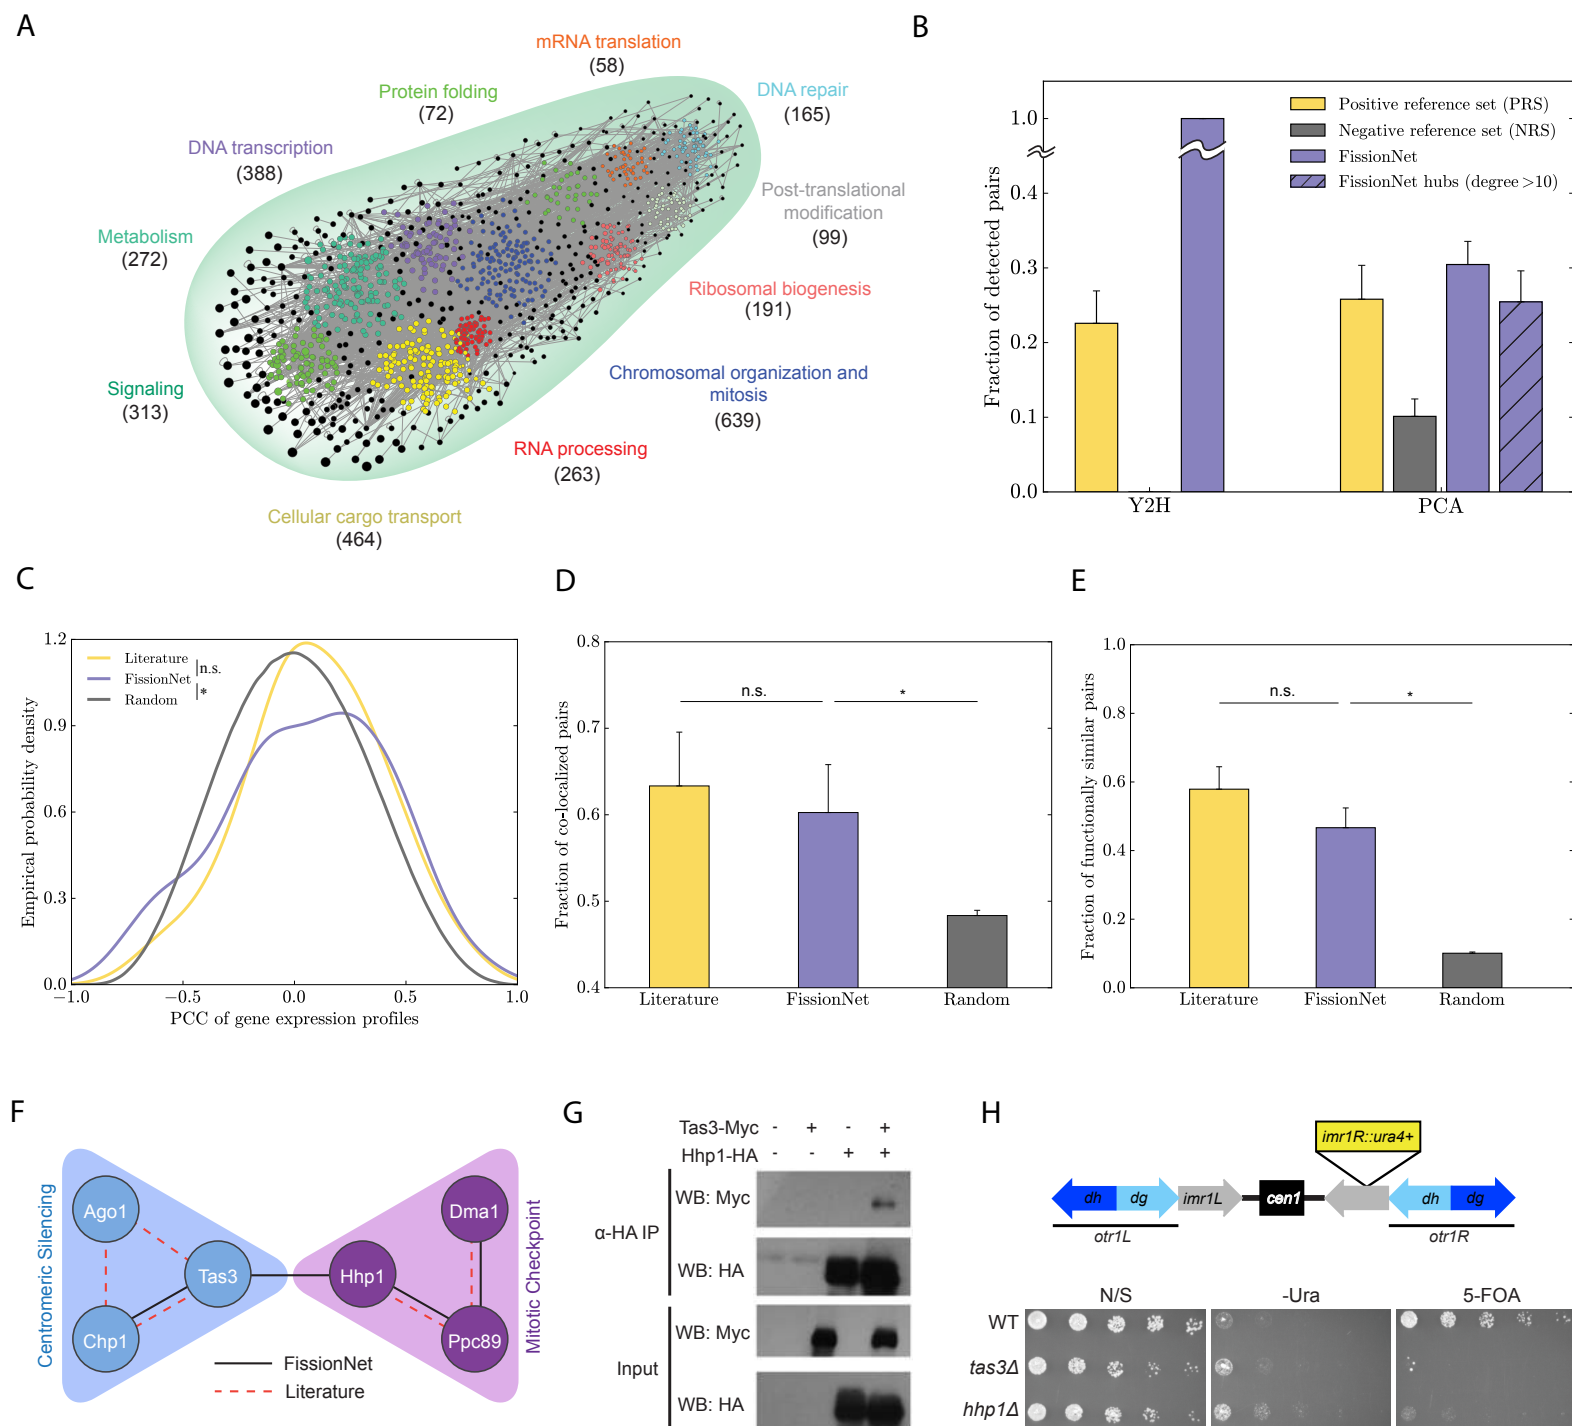 A
mRNA translation
(58)
Protein folding
(72)
DNA repair
(165)
DNA transcription
(388)
Post-translational
modification
(99)
Metabolism
(272)
Ribosomal biogenesis
(191)
Signaling
(313)
Chromosomal organization and
mitosis
(639)
RNA processing
(263)
Cellular cargo transport
(464)
B
Fraction of detected pairs
1.0
0.4
0.3
0.2
0.1
0.0
Positive reference set (PRS)
Negative reference set (NRS)
FissionNet
FissionNet hubs (degree>10)
Y2H
PCA
C
Empirical probability density
1.2
0.9
0.6
0.3
0.0
Literature
FissionNet
Random
n.s.
*
−1.0
−0.5
0.0
0.5
1.0
PCC of gene expression profiles
D
Fraction of co-localized pairs
0.8
0.7
0.6
0.5
0.4
n.s.
*
Literature
FissionNet
Random
E
Fraction of functionally similar pairs
1.0
0.8
0.6
0.4
0.2
0.0
n.s.
*
Literature
FissionNet
Random
F
Centromeric Silencing
Ago1
Tas3
Chp1
Hhp1
Dma1
Ppc89
Mitotic Checkpoint
FissionNet
Literature
G
Tas3-Myc - + - +
Hhp1-HA - - + +
α-HA IP
WB: Myc
WB: HA
Input
WB: Myc
WB: HA
H
imr1R::ura4+
dh dg imr1L cen1 dh dg
otr1L
otr1R
N/S -Ura 5-FOA
WT
tas3Δ
hhp1Δ